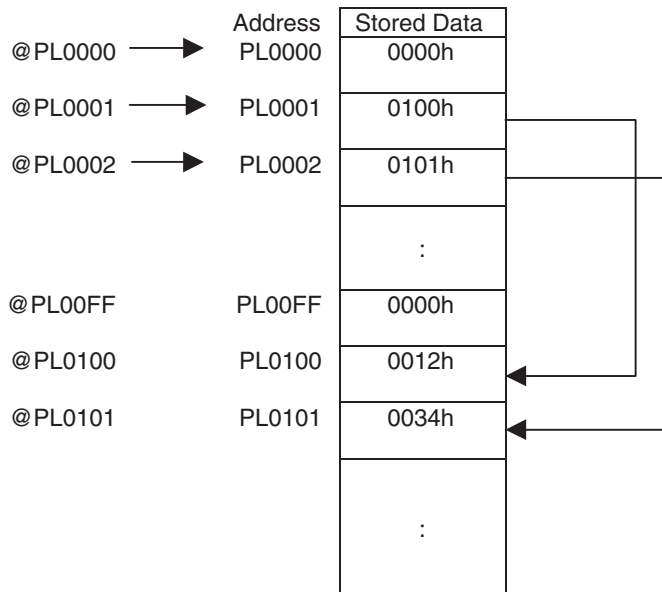 Address Stored Data
@PL0000 PL0000 0000h
@PL0001 PL0001 0100h
@PL0002 PL0002 0101h
:
@PL00FF PL00FF 0000h
@PL0100 PL0100 0012h
@PL0101 PL0101 0034h
: